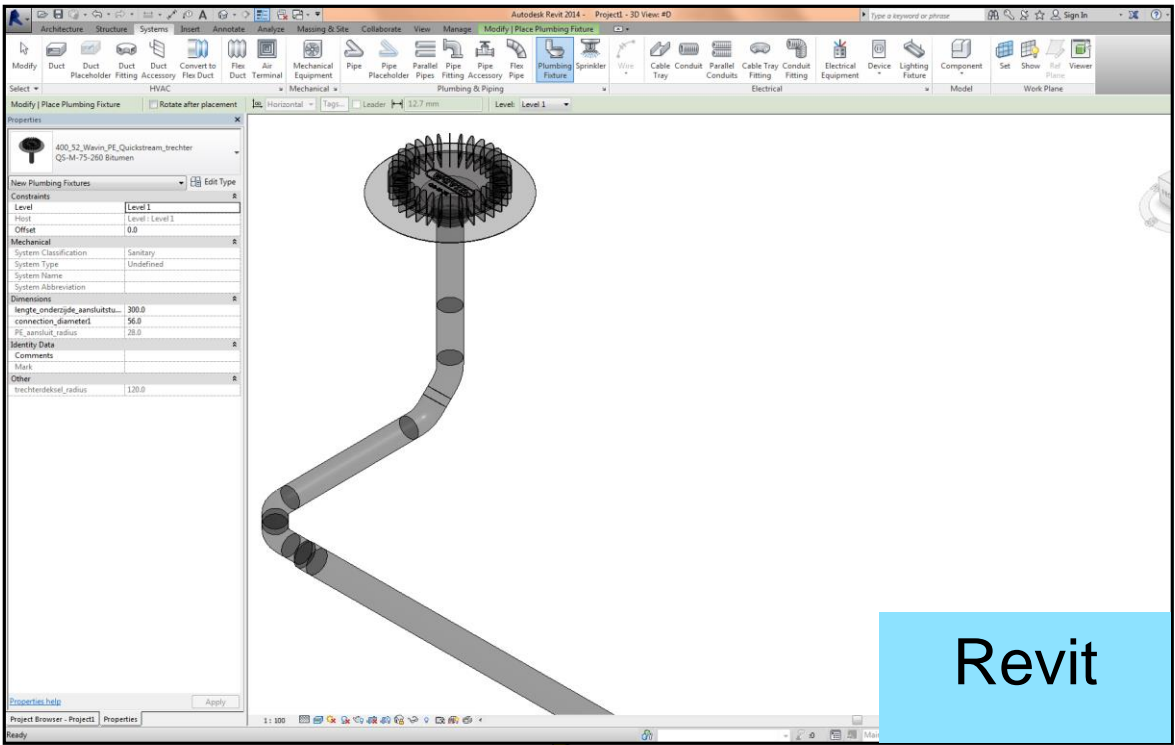 Autodesk Revit 2014 - Project1 - 3D View: #0
Type a keyword or phrase
Sign In
Architecture Structure Systems Insert Annotate Analyze Massing & Site Collaborate View Manage Modify | Place Plumbing Fixture
Modify
Duct
Duct Placeholder
Duct Fitting
Duct Accessory
Convert to Flex Duct
Flex Duct
Air Terminal
Mechanical Equipment
Pipe
Pipe Placeholder
Parallel Pipes
Pipe Fitting
Pipe Accessory
Flex Pipe
Plumbing Fixture
Sprinkler
Wire
Cable Tray
Conduit
Parallel Conduits
Cable Tray Fitting
Conduit Fitting
Electrical Equipment
Device
Lighting Fixture
Component
Set
Show
Ref Plane
Viewer
Select HVAC Mechanical Plumbing & Piping Electrical Model Work Plane
Modify | Place Plumbing Fixture Rotate after placement Horizontal Tags... Leader 12.7 mm Level: Level 1
Properties
400_52_Wavin_PE_Quickstream_trechter
QS-M-75-260 Bitumen
New Plumbing Fixtures Edit Type
Constraints
Level Level 1
Host Level : Level 1
Offset 0.0
Mechanical
System Classification Sanitary
System Type Undefined
System Name
System Abbreviation
Dimensions
lengte_onderzijde_aansluitstu... 300.0
connection_diameter1 56.0
PE_aansluit_radius 28.0
Identity Data
Comments
Mark
Other
trechterdeksel_radius 120.0
Revit
Properties help Apply
Project Browser - Project1 Properties
1 : 100
Ready